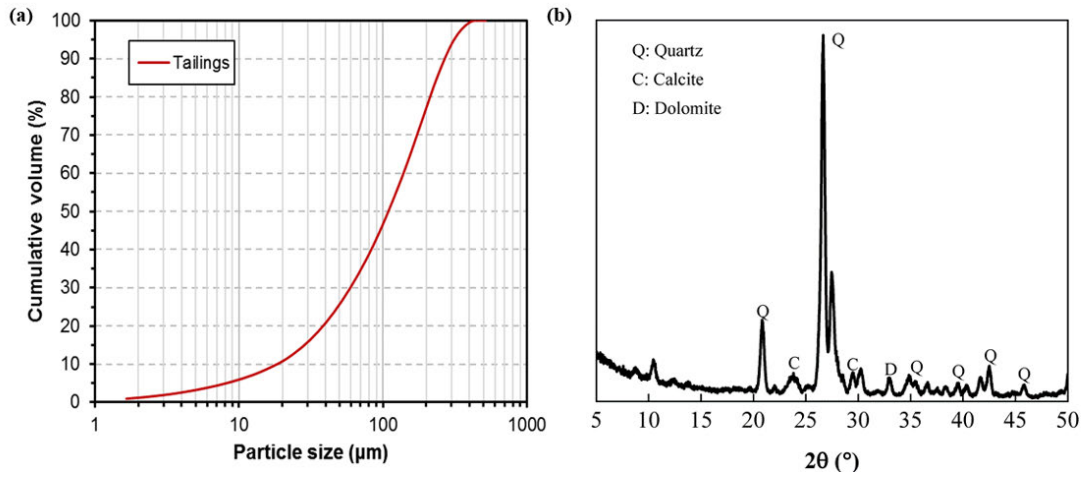 (a)
100
90
80
70
60
50
40
30
20
10
0
Cumulative volume (%)
Tailings
1
10
100
1000
Particle size (µm)
(b)
Q: Quartz
C: Calcite
D: Dolomite
Q
Q
C
C
D
Q
Q
Q
Q
5
10
15
20
25
30
35
40
45
50
2θ (°)